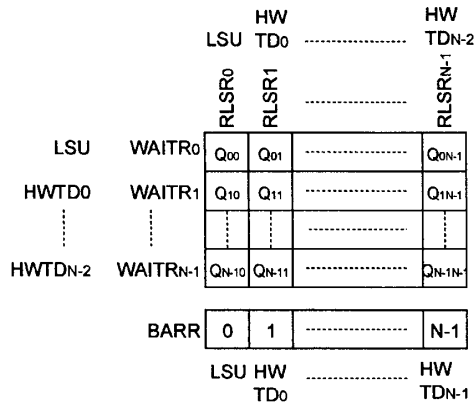 HW HW
LSU TD0 TDN-2
RLSR0 RLSR1 RLSRN-1
LSU WAITR0 Q00 Q01 Q0N-1
HWTD0 WAITR1 Q10 Q11 Q1N-1
HWTDN-2 WAITRN-1 QN-10 QN-11 QN-1N-1
BARR 0 1 N-1
LSU HW HW
TD0 TDN-1